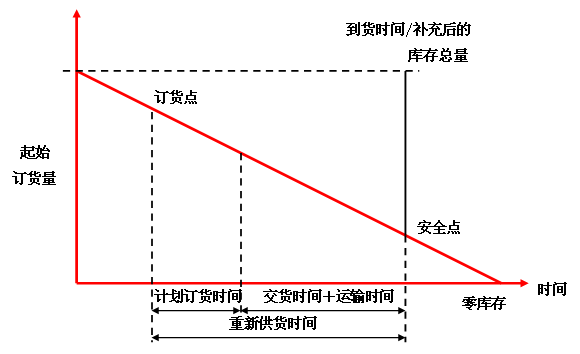 到货时间/补充后的
库存总量
订货点
起始
订货量
安全点
计划订货时间
交货时间+运输时间
零库存
时间
重新供货时间